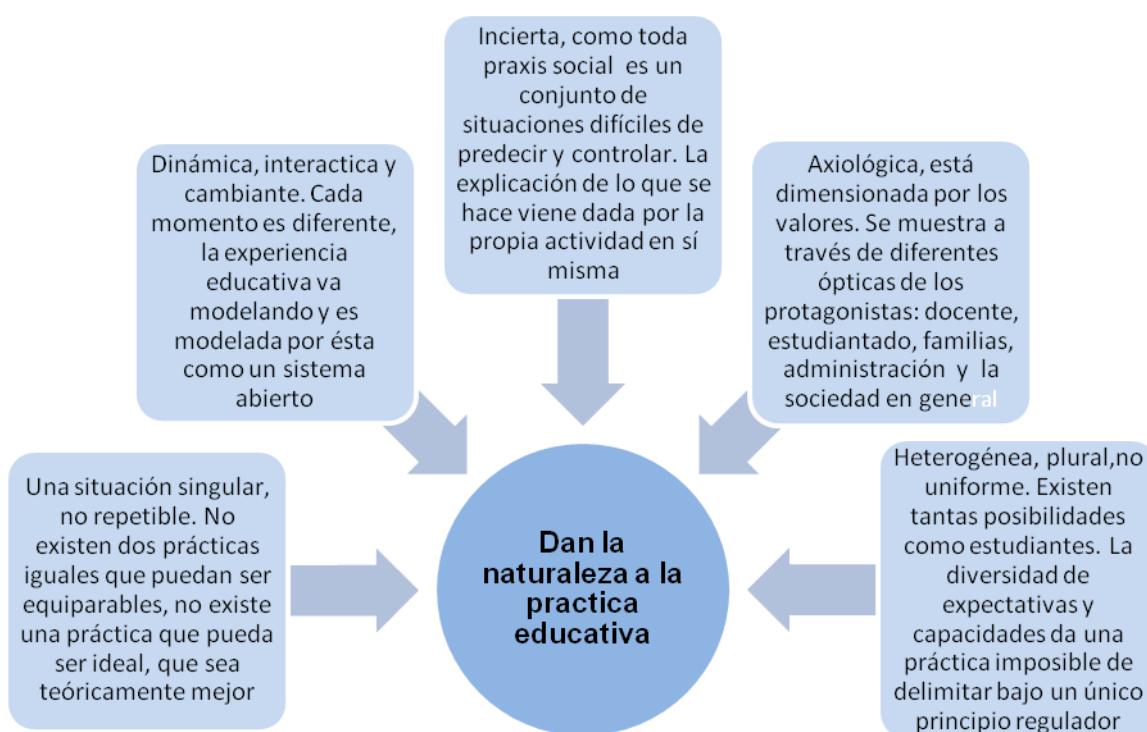 Una situación singular,
no repetible. No
existen dos prácticas
iguales que puedan ser
equiparables, no existe
una práctica que pueda
ser ideal, que sea
teóricamente mejor
Dinámica, interactica y
cambiante. Cada
momento es diferente,
la experiencia
educativa va
modelando y es
modelada por ésta
como un sistema
abierto
Incierta, como toda
praxis social es un
conjunto de
situaciones difíciles de
predecir y controlar. La
explicación de lo que se
hace viene dada por la
propia actividad en sí
misma
Axiológica, está
dimensionada por los
valores. Se muestra a
través de diferentes
ópticas de los
protagonistas: docente,
estudiantado, familias,
administración y la
sociedad en general
Heterogénea, plural,no
uniforme. Existen
tantas posibilidades
como estudiantes. La
diversidad de
expectativas y
capacidades da una
práctica imposible de
delimitar bajo un único
principio regulador
Dan la
naturaleza a la
practica
educativa